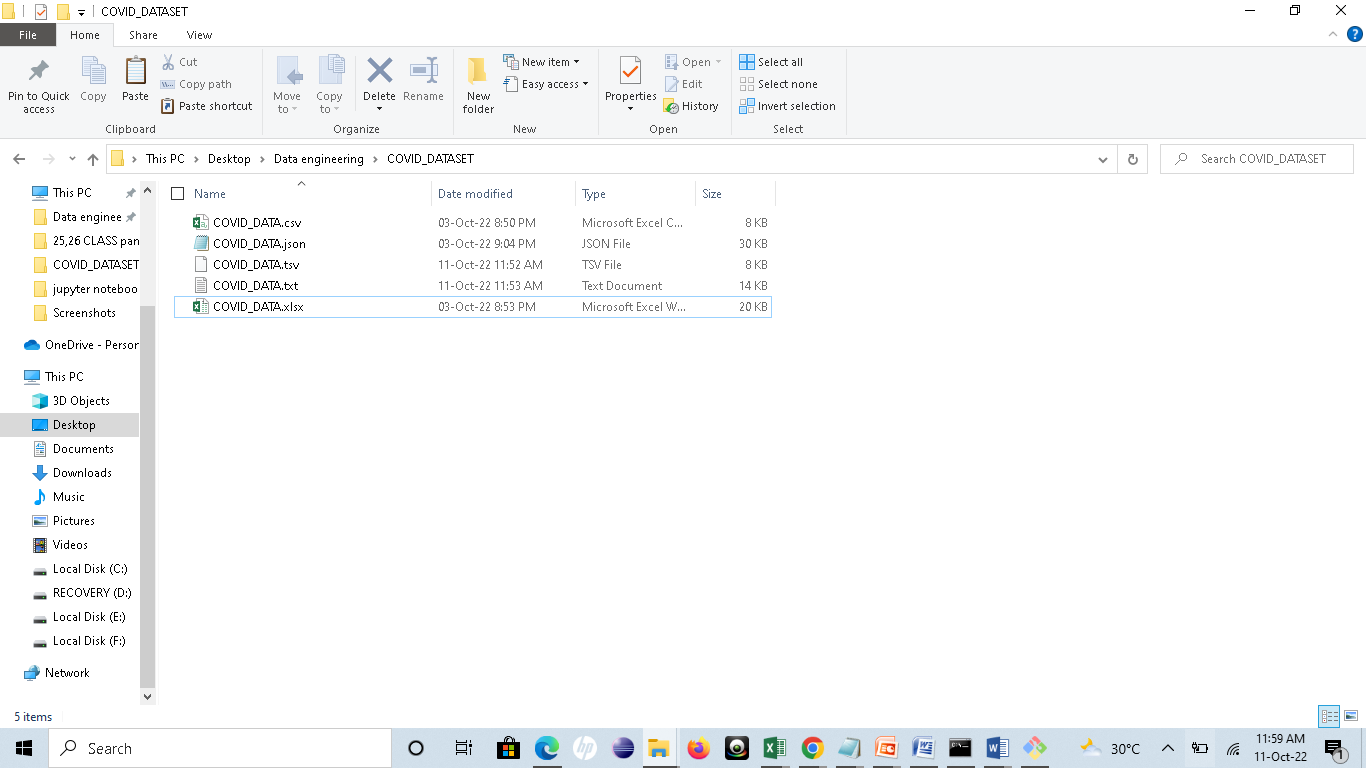 COVID_DATASET
File Home Share View
Pin to Quick access
Copy
Paste
Cut
Copy path
Paste shortcut
Clipboard
Move to
Copy to
Delete
Rename
Organize
New folder
New item
Easy access
New
Properties
Open
Edit
History
Open
Select all
Select none
Invert selection
Select
This PC > Desktop > Data engineering > COVID_DATASET
Search COVID_DATASET
This PC
Data enginee
25,26 CLASS pan
COVID_DATASET
jupyter noteboo
Screenshots
OneDrive - Person
This PC
3D Objects
Desktop
Documents
Downloads
Music
Pictures
Videos
Local Disk (C:)
RECOVERY (D:)
Local Disk (E:)
Local Disk (F:)
Network
Name Date modified Type Size
COVID_DATA.csv 03-Oct-22 8:50 PM Microsoft Excel C... 8 KB
COVID_DATA.json 03-Oct-22 9:04 PM JSON File 30 KB
COVID_DATA.tsv 11-Oct-22 11:52 AM TSV File 8 KB
COVID_DATA.txt 11-Oct-22 11:53 AM Text Document 14 KB
COVID_DATA.xlsx 03-Oct-22 8:53 PM Microsoft Excel W... 20 KB
5 items
Search
30°C
11:59 AM
11-Oct-22
1